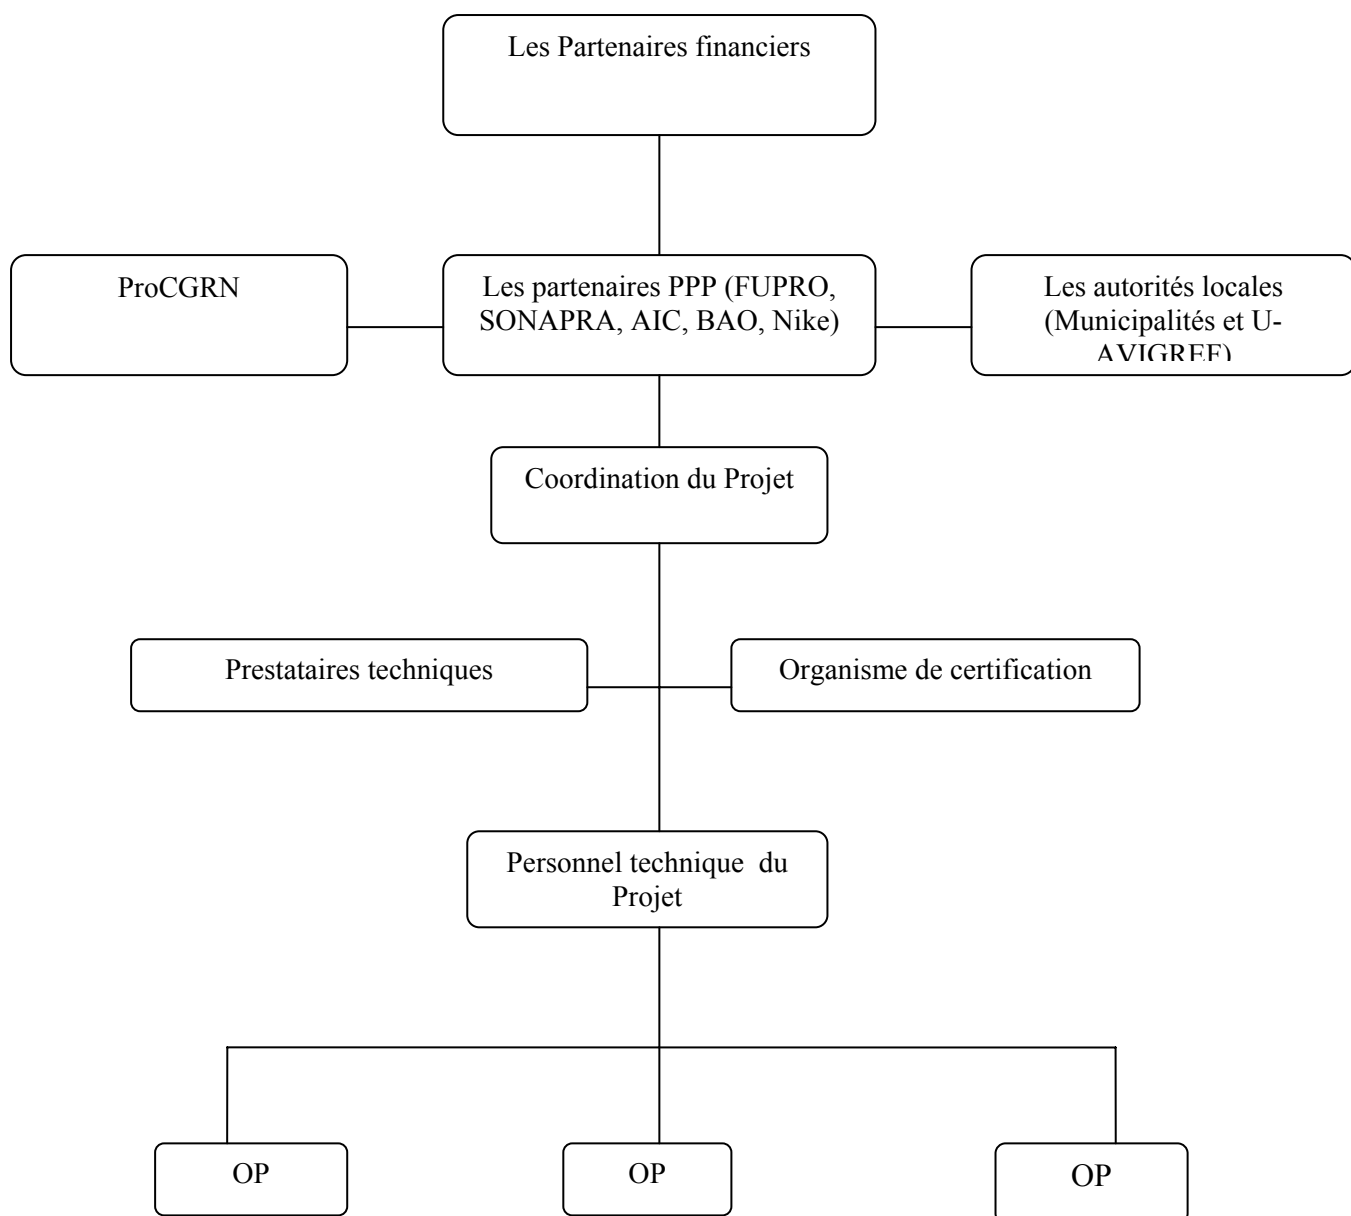 Les Partenaires financiers
ProCGRN
Les partenaires PPP (FUPRO,
SONAPRA, AIC, BAO, Nike)
Les autorités locales
(Municipalités et U-
AVIGREF)
Coordination du Projet
Prestataires techniques
Organisme de certification
Personnel technique du
Projet
OP
OP
OP